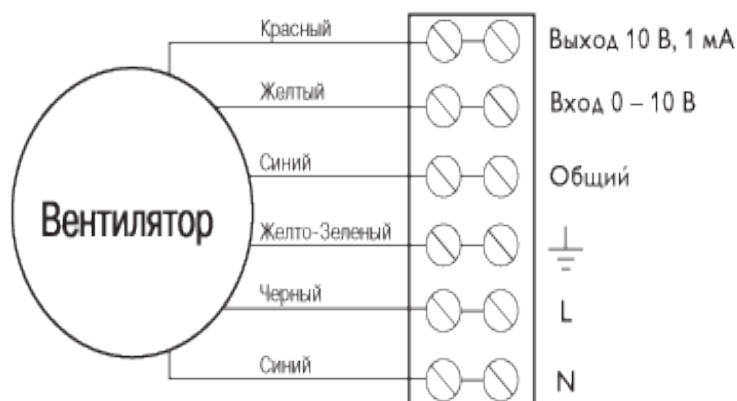 Красный Выход 10 В, 1 мА
Желтый Вход 0 – 10 В
Синий Общий
Вентилятор
Желто-Зеленый
Черный L
Синий N